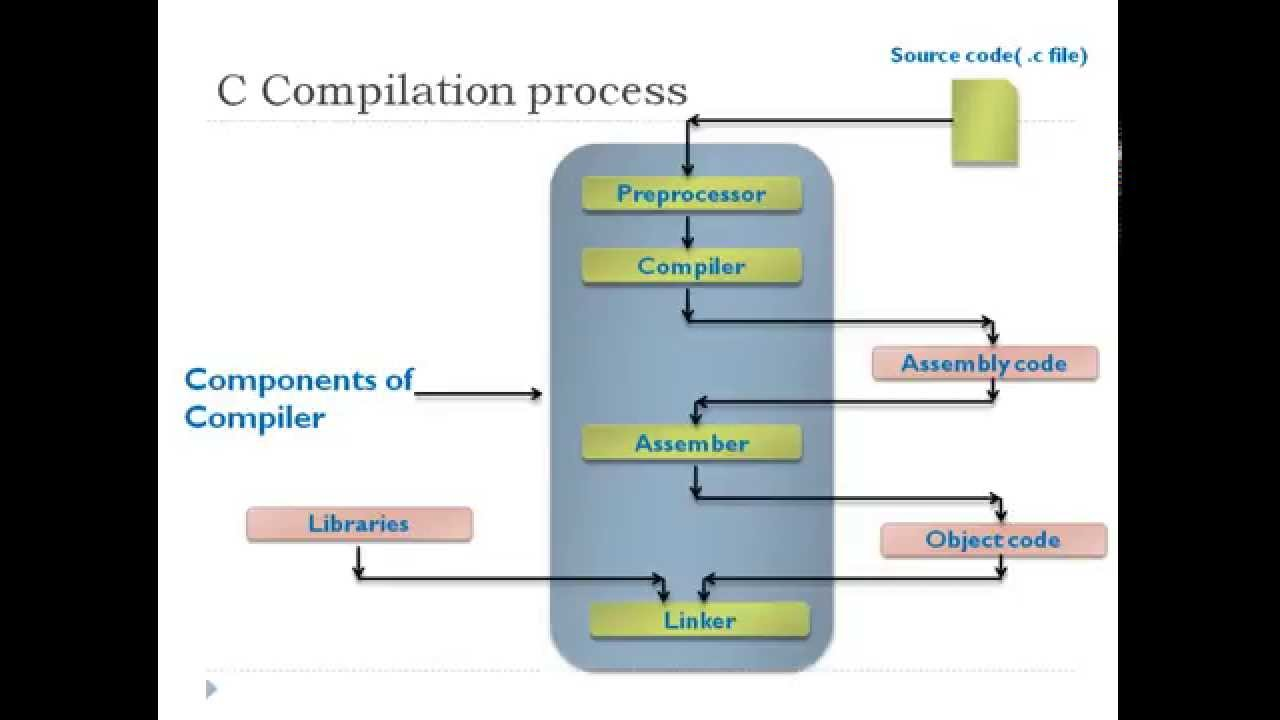 Source code( .c file)
C Compilation process
Preprocessor
Compiler
Assembly code
Components of
Compiler
Assember
Libraries
Object code
Linker